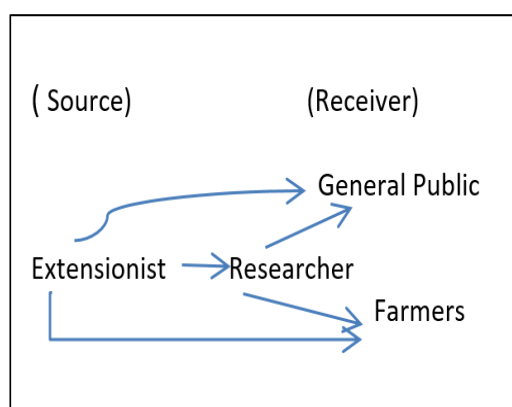 ( Source) (Receiver)
General Public
Extensionist Researcher
Farmers